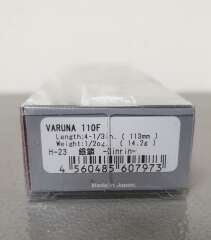 VARUNA 110F
Length:4-1/3in. ( 113mm )
Weight:1/2oz. ( 14.2g )
H-23 銀鱗 -Ginrin-
4 560485 607973
Made in Japan